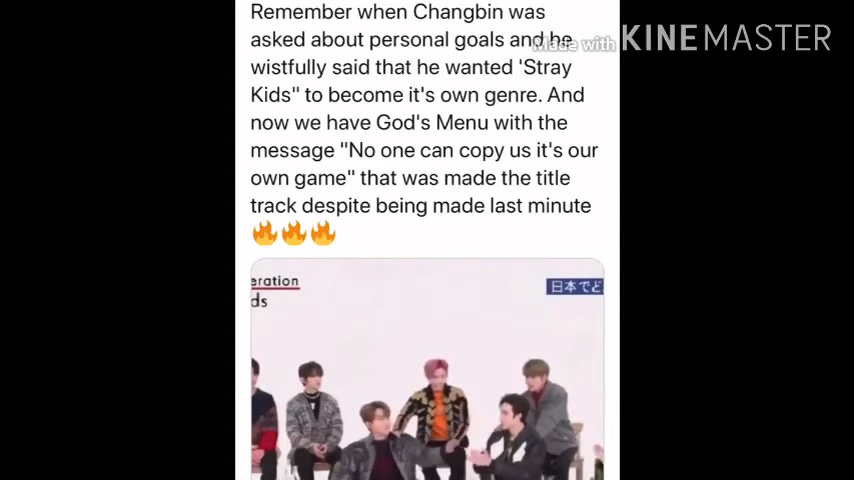 Remember when Changbin was
asked about personal goals and he
wistfully said that he wanted 'Stray
Kids" to become it's own genre. And
now we have God's Menu with the
message "No one can copy us it's our
own game" that was made the title
track despite being made last minute
🔥🔥🔥
Made with KINEMASTER
eration
ds
日本でど